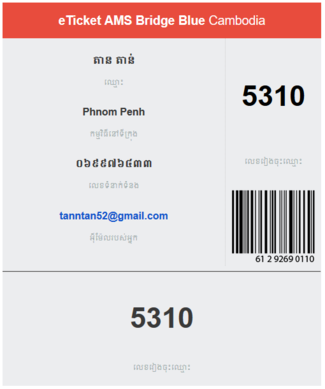 eTicket AMS Bridge Blue Cambodia
តាន តាន់
ឈ្មោះ
Phnom Penh
កម្មវិធីនៅទីក្រុង
០៦៩៩៧៦៤៣៣
លេខទំនាក់ទំនង
tanntan52@gmail.com
អ៊ីម៉ែលរបស់អ្នក
5310
លេខរៀងចុះឈ្មោះ
61 2 9269 0110
5310
លេខរៀងចុះឈ្មោះ